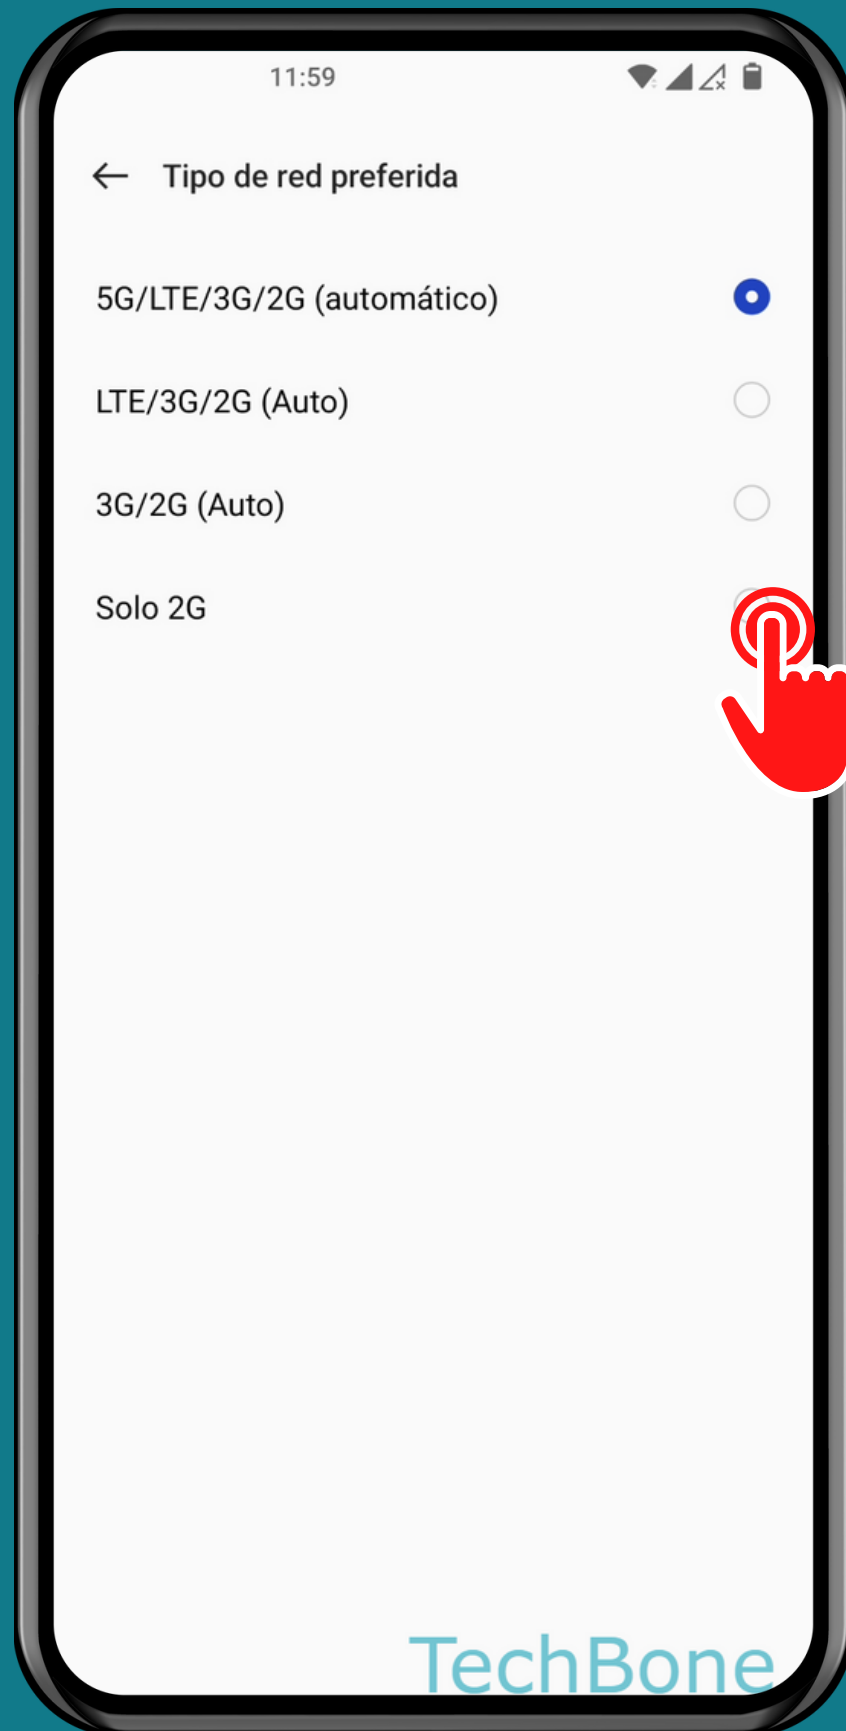 11:59
Tipo de red preferida
5G/LTE/3G/2G (automático)
LTE/3G/2G (Auto)
3G/2G (Auto)
Solo 2G
TechBone